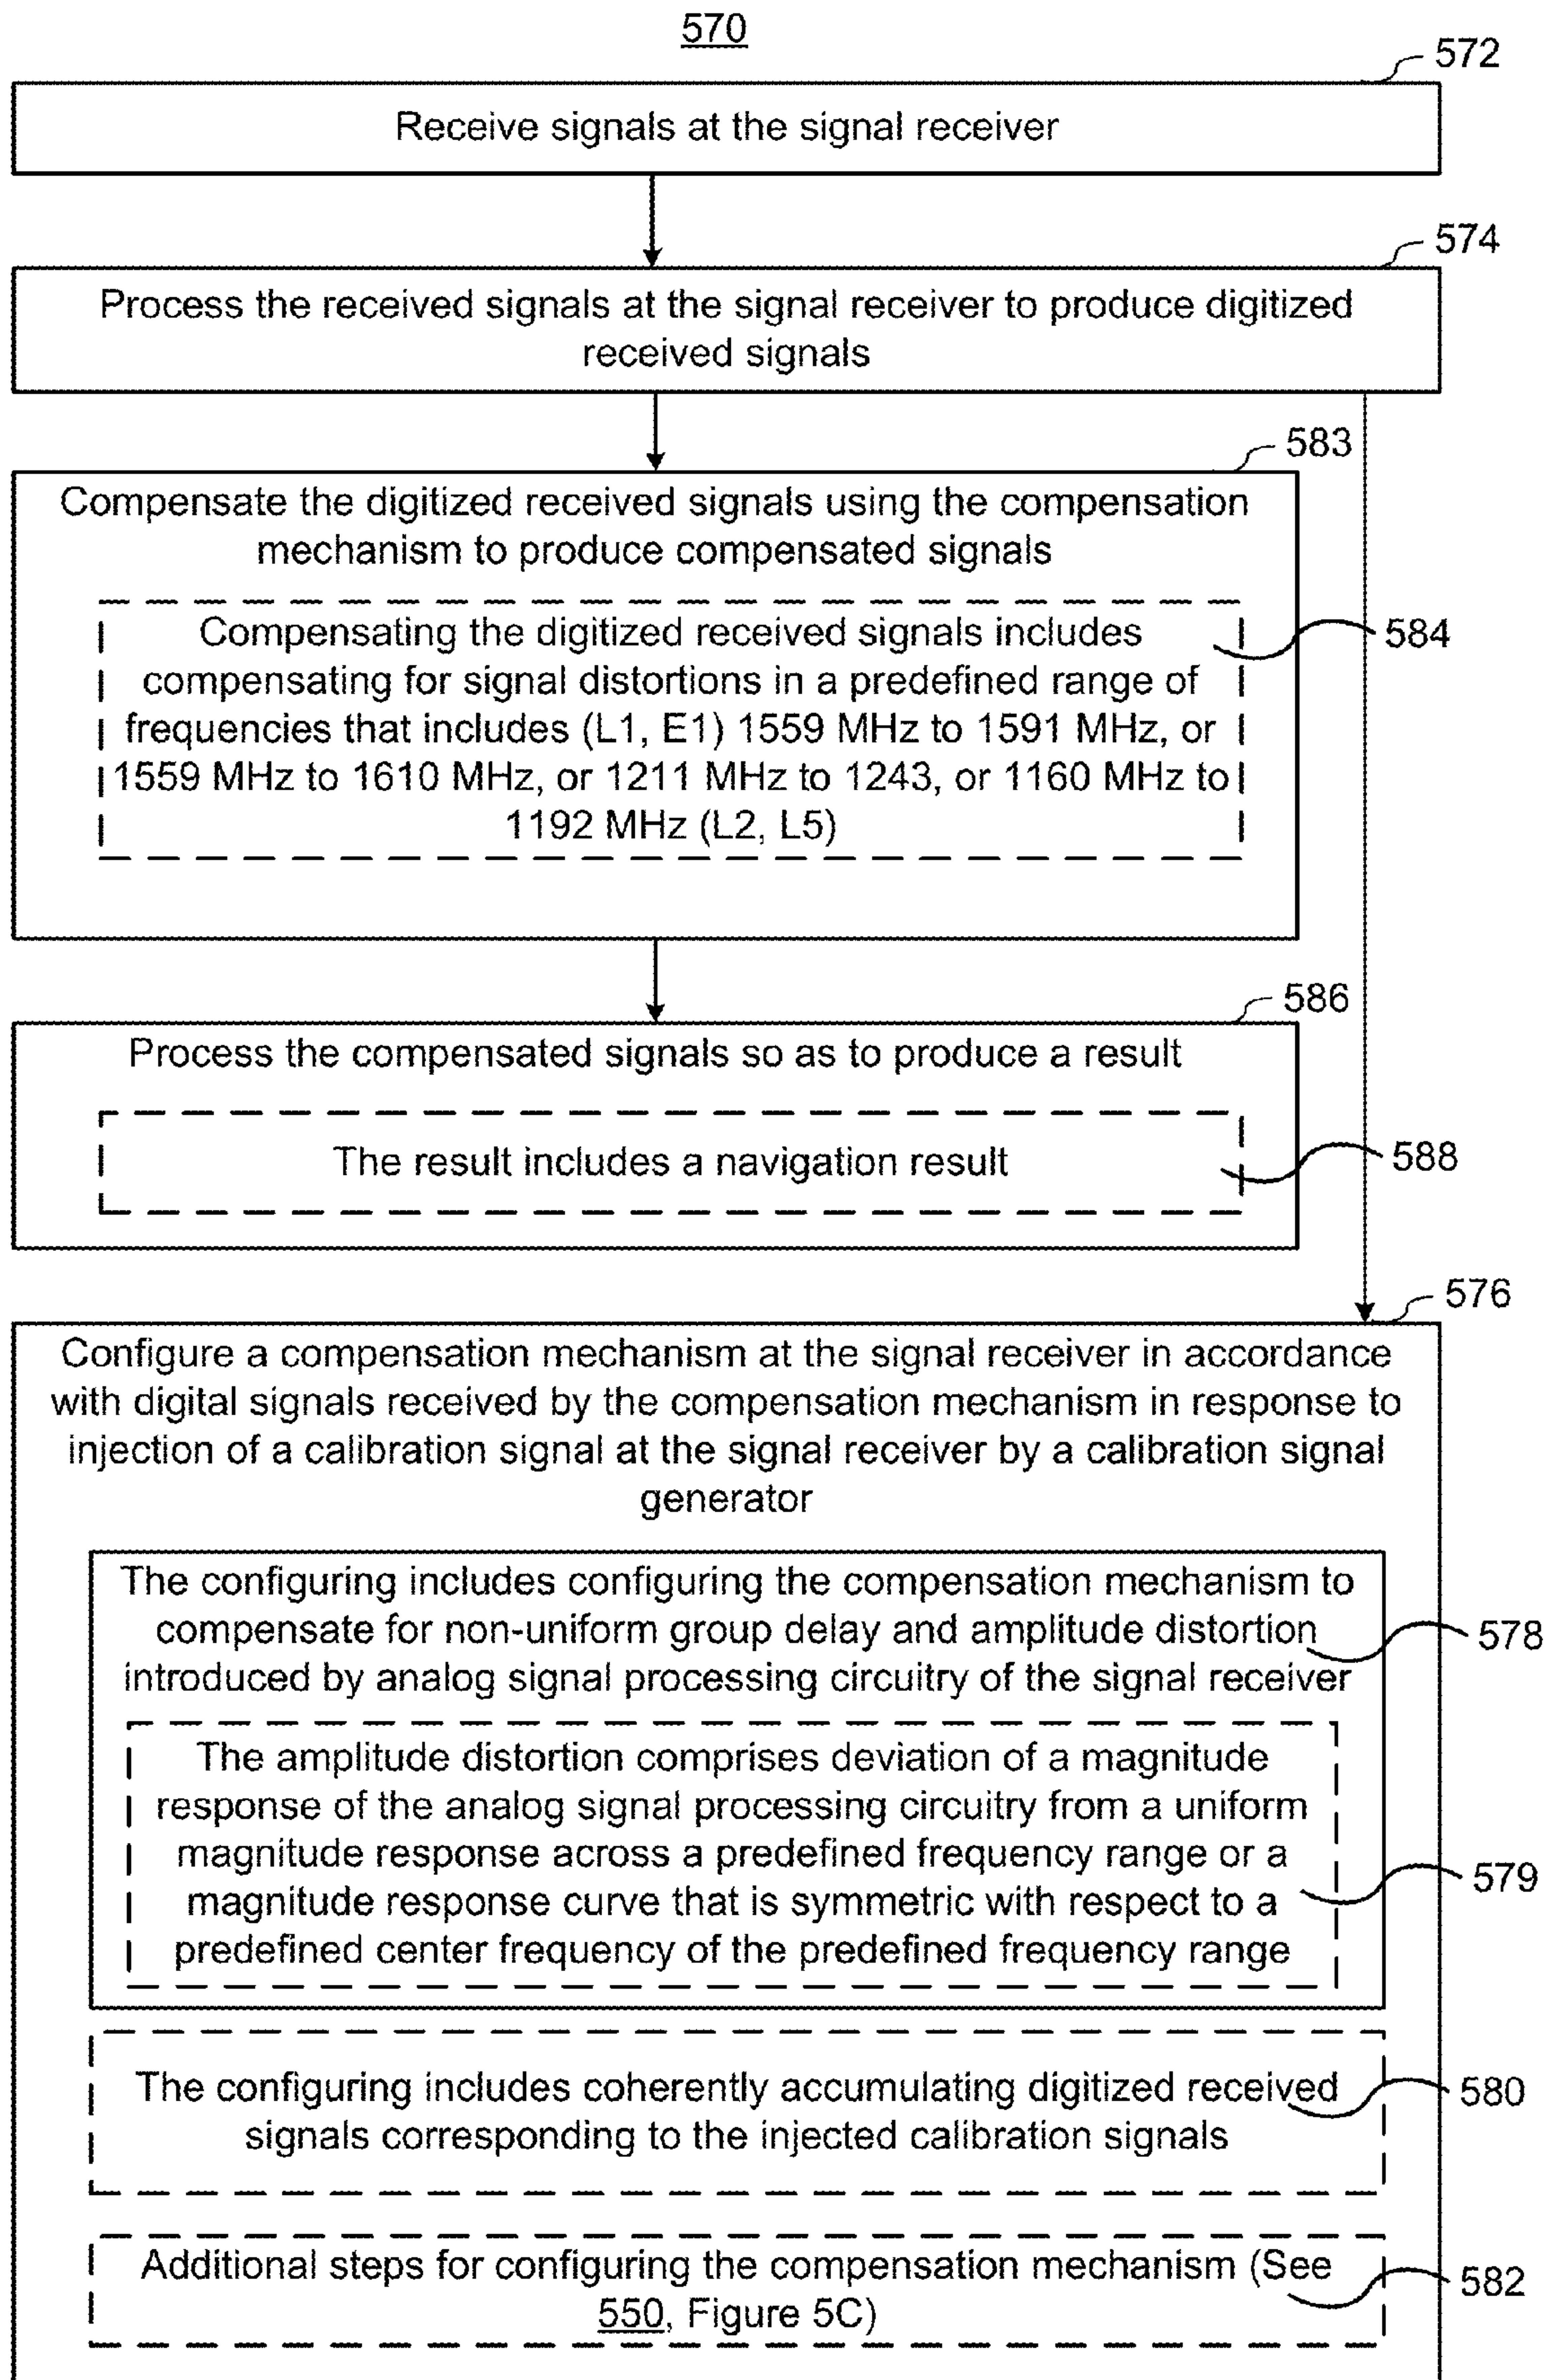 570
572
Receive signals at the signal receiver
574
Process the received signals at the signal receiver to produce digitized
received signals
583
Compensate the digitized received signals using the compensation
mechanism to produce compensated signals
584
Compensating the digitized received signals includes
compensating for signal distortions in a predefined range of
frequencies that includes (L1, E1) 1559 MHz to 1591 MHz, or
1559 MHz to 1610 MHz, or 1211 MHz to 1243, or 1160 MHz to
1192 MHz (L2, L5)
586
Process the compensated signals so as to produce a result
The result includes a navigation result
588
576
Configure a compensation mechanism at the signal receiver in accordance
with digital signals received by the compensation mechanism in response to
injection of a calibration signal at the signal receiver by a calibration signal
generator
The configuring includes configuring the compensation mechanism to
compensate for non-uniform group delay and amplitude distortion
introduced by analog signal processing circuitry of the signal receiver
578
The amplitude distortion comprises deviation of a magnitude
response of the analog signal processing circuitry from a uniform
magnitude response across a predefined frequency range or a
magnitude response curve that is symmetric with respect to a
predefined center frequency of the predefined frequency range
579
The configuring includes coherently accumulating digitized received
signals corresponding to the injected calibration signals
580
Additional steps for configuring the compensation mechanism (See
550, Figure 5C)
582